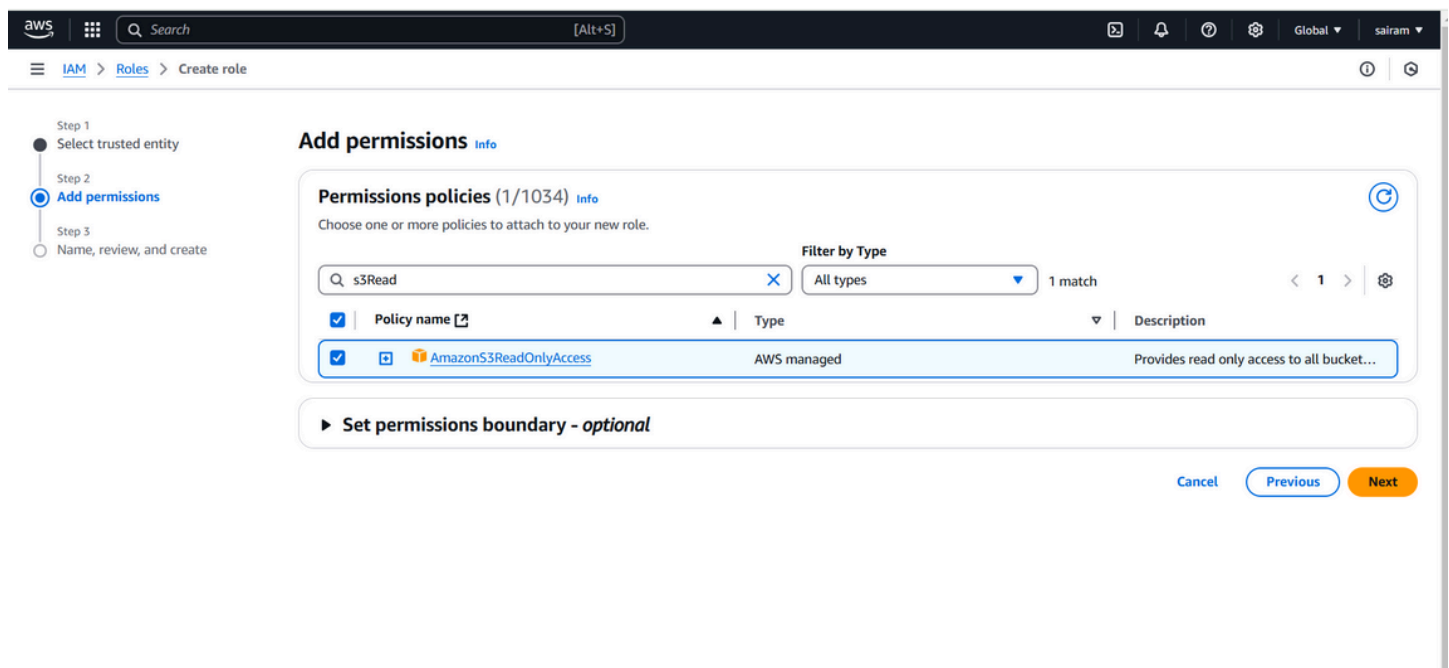 aws
Search [Alt+S] Global ▼ sairam ▼
IAM > Roles > Create role
Step 1
Select trusted entity
Step 2
Add permissions
Step 3
Name, review, and create
Add permissions Info
Permissions policies (1/1034) Info
Choose one or more policies to attach to your new role.
Filter by Type
s3Read All types 1 match < 1 >
Policy name Type Description
AmazonS3ReadOnlyAccess AWS managed Provides read only access to all bucket...
Set permissions boundary - optional
Cancel Previous Next